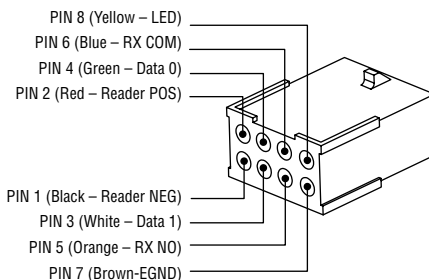 PIN 8 (Yellow – LED)
PIN 6 (Blue – RX COM)
PIN 4 (Green – Data 0)
PIN 2 (Red – Reader POS)
PIN 1 (Black – Reader NEG)
PIN 3 (White – Data 1)
PIN 5 (Orange – RX NO)
PIN 7 (Brown-EGND)